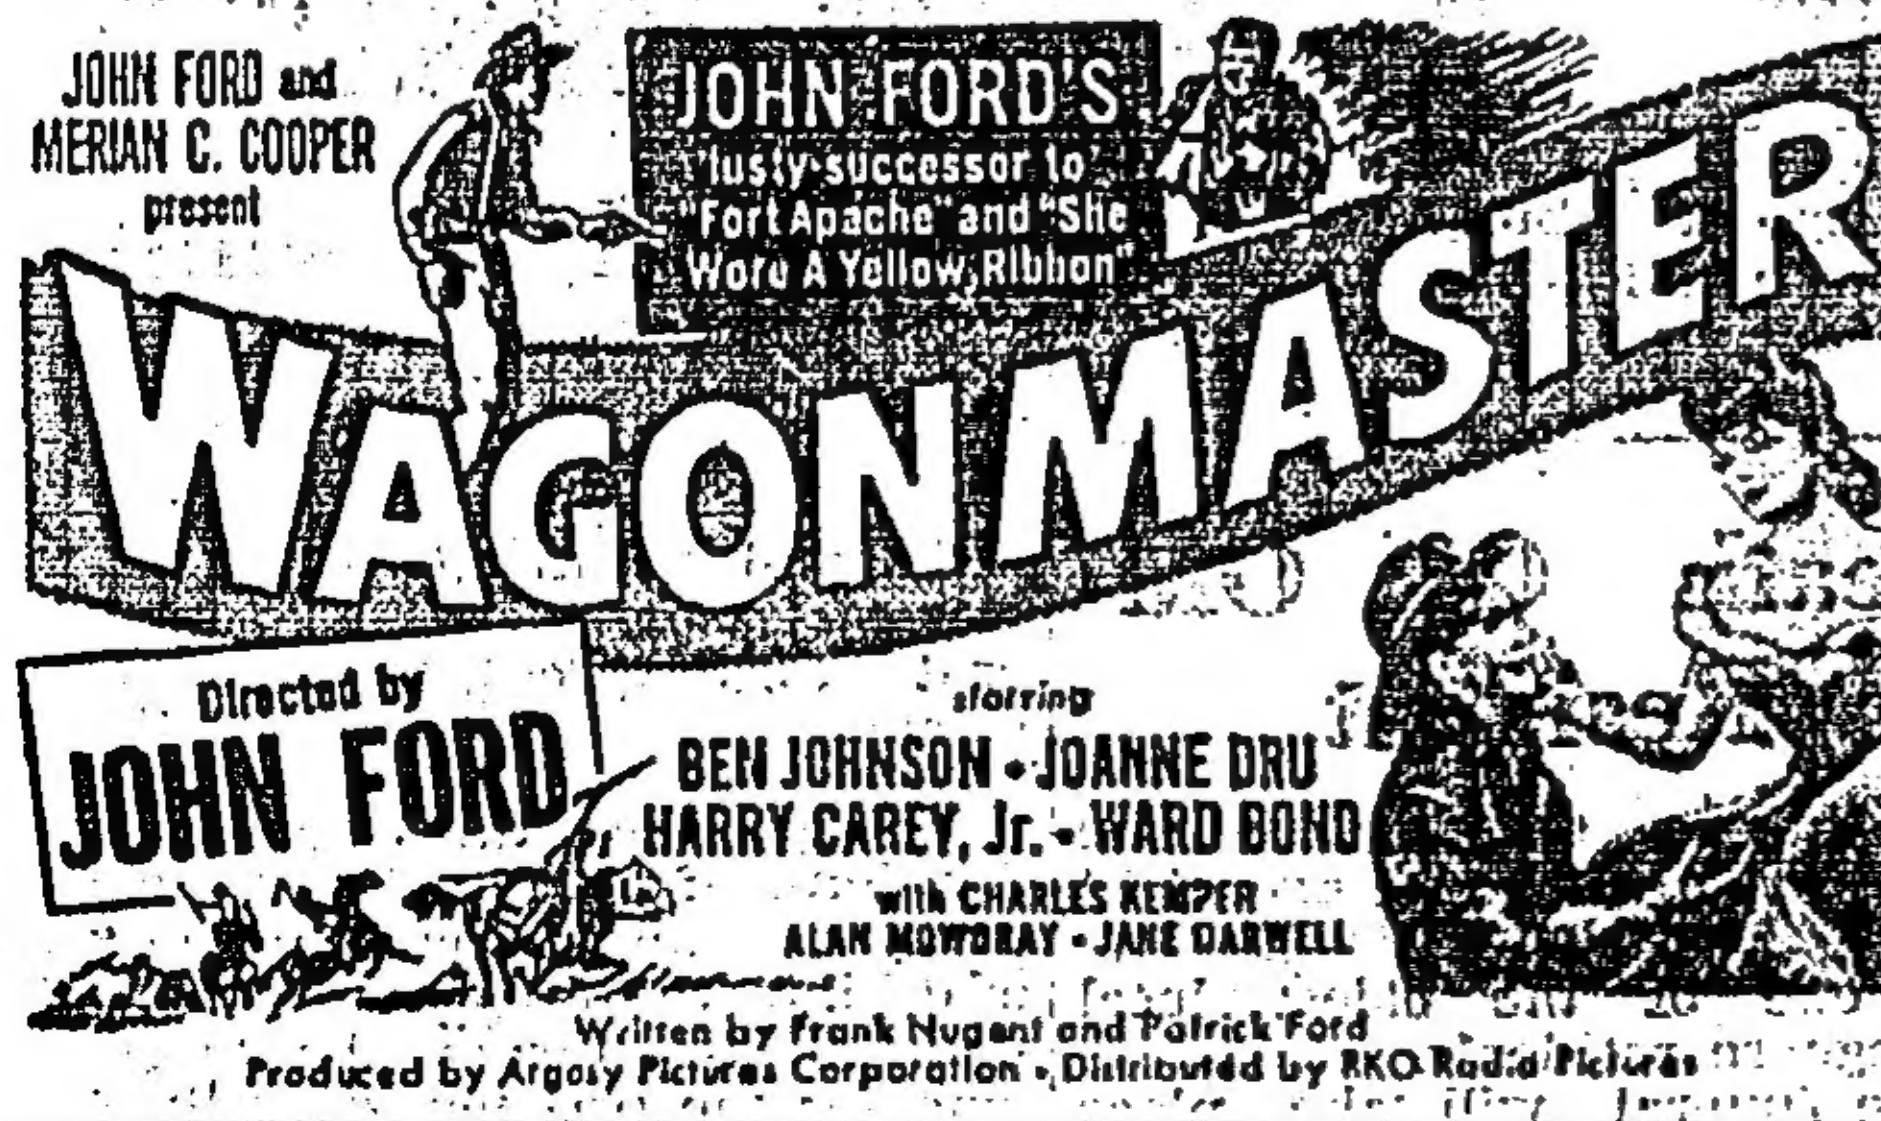 JOHN FORD and
MERIAN C. COOPER
present
JOHN FORD'S
lusty successor to
"Fort Apache" and "She
Wore A Yellow Ribbon"
WAGONMASTER
Directed by
JOHN FORD
starring
BEN JOHNSON • JOANNE DRU
HARRY CAREY, Jr. • WARD BOND
with CHARLES KEMPER
ALAN MOWBRAY • JANE DARWELL
Written by Frank Nugent and Patrick Ford
Produced by Argosy Pictures Corporation • Distributed by RKO Radio Pictures